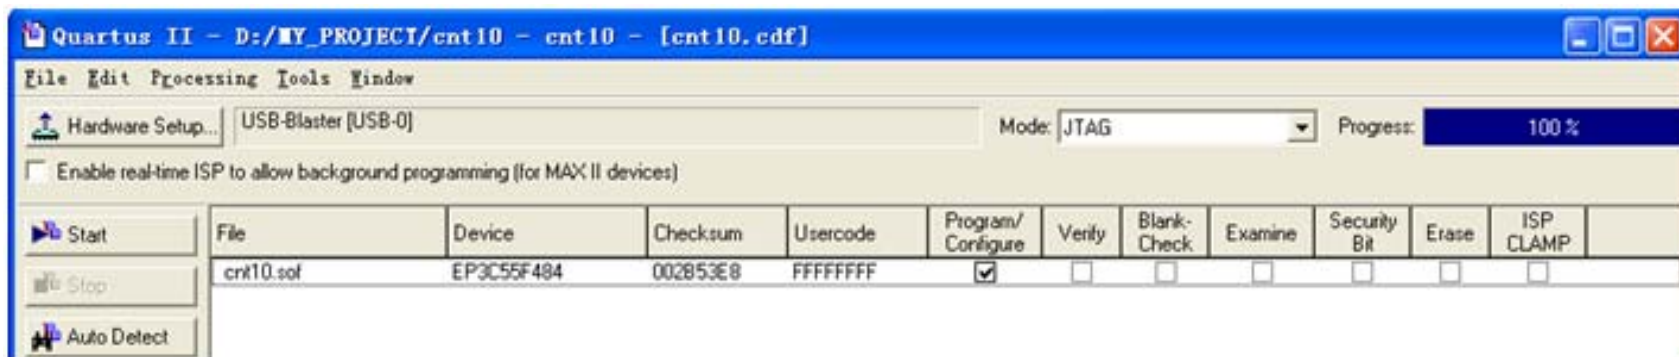 Quartus II - D:/MY_PROJECT/cnt10 - cnt10 - [cnt10.cdf]
File Edit Processing Tools Window
Hardware Setup... USB-Blaster [USB-0] Mode: JTAG Progress: 100 %
Enable real-time ISP to allow background programming (for MAX II devices)
Start File Device Checksum Usercode Program/ Configure Verify Blank- Check Examine Security Bit Erase ISP CLAMP
cnt10.sof EP3C55F484 002B53E8 FFFFFFFF
Stop
Auto Detect